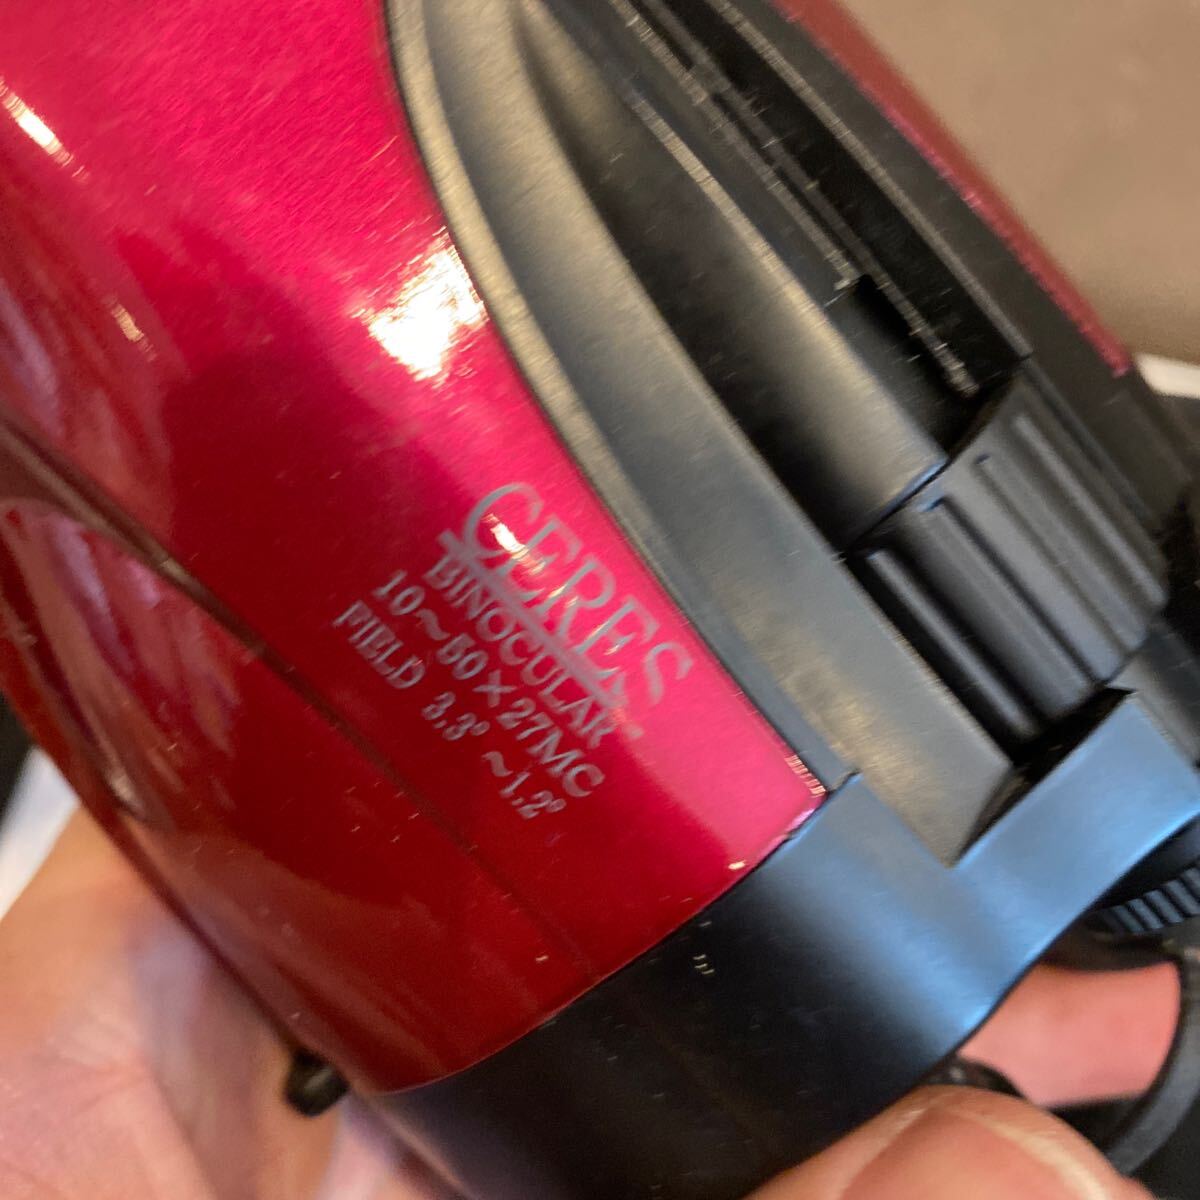 CERES
BINOCULAR
10～50×27MC
FIELD 3.3° ～1.2°